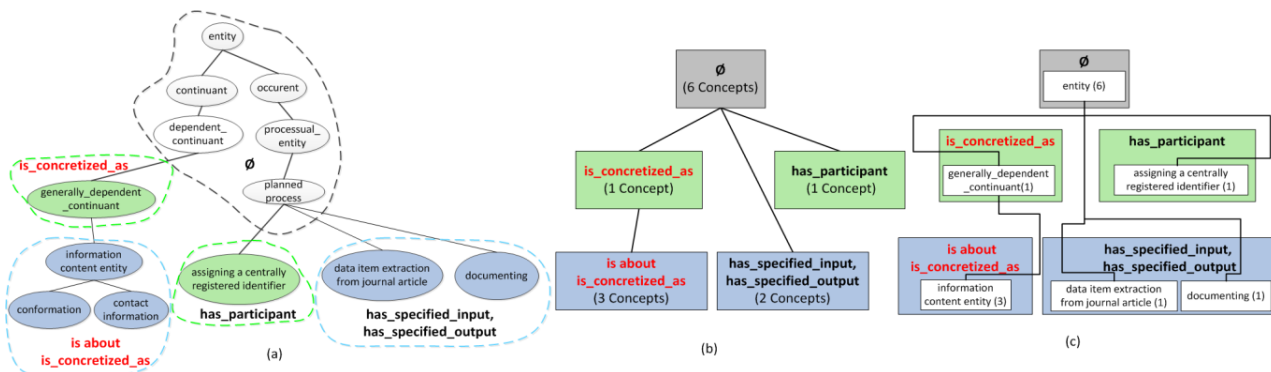 entity
continuant
occurent
dependent_
continuant
processual_
entity
Ø
is_concretized_as
generally_dependent
_continuant
planned
process
information
content entity
conformation
contact
information
is about
is_concretized_as
assigning a centrally
registered identifier
has_participant
data item extraction
from journal article
documenting
has_specified_input,
has_specified_output
(a)
Ø
(6 Concepts)
is_concretized_as
(1 Concept)
has_participant
(1 Concept)
is about
is_concretized_as
(3 Concepts)
has_specified_input,
has_specified_output
(2 Concepts)
(b)
Ø
entity (6)
is_concretized_as
generally_dependent
_continuant(1)
has_participant
assigning a centrally
registered identifier (1)
is about
is_concretized_as
information
content entity (3)
has_specified_input,
has_specified_output
data item extraction
from journal article (1)
documenting (1)
(c)